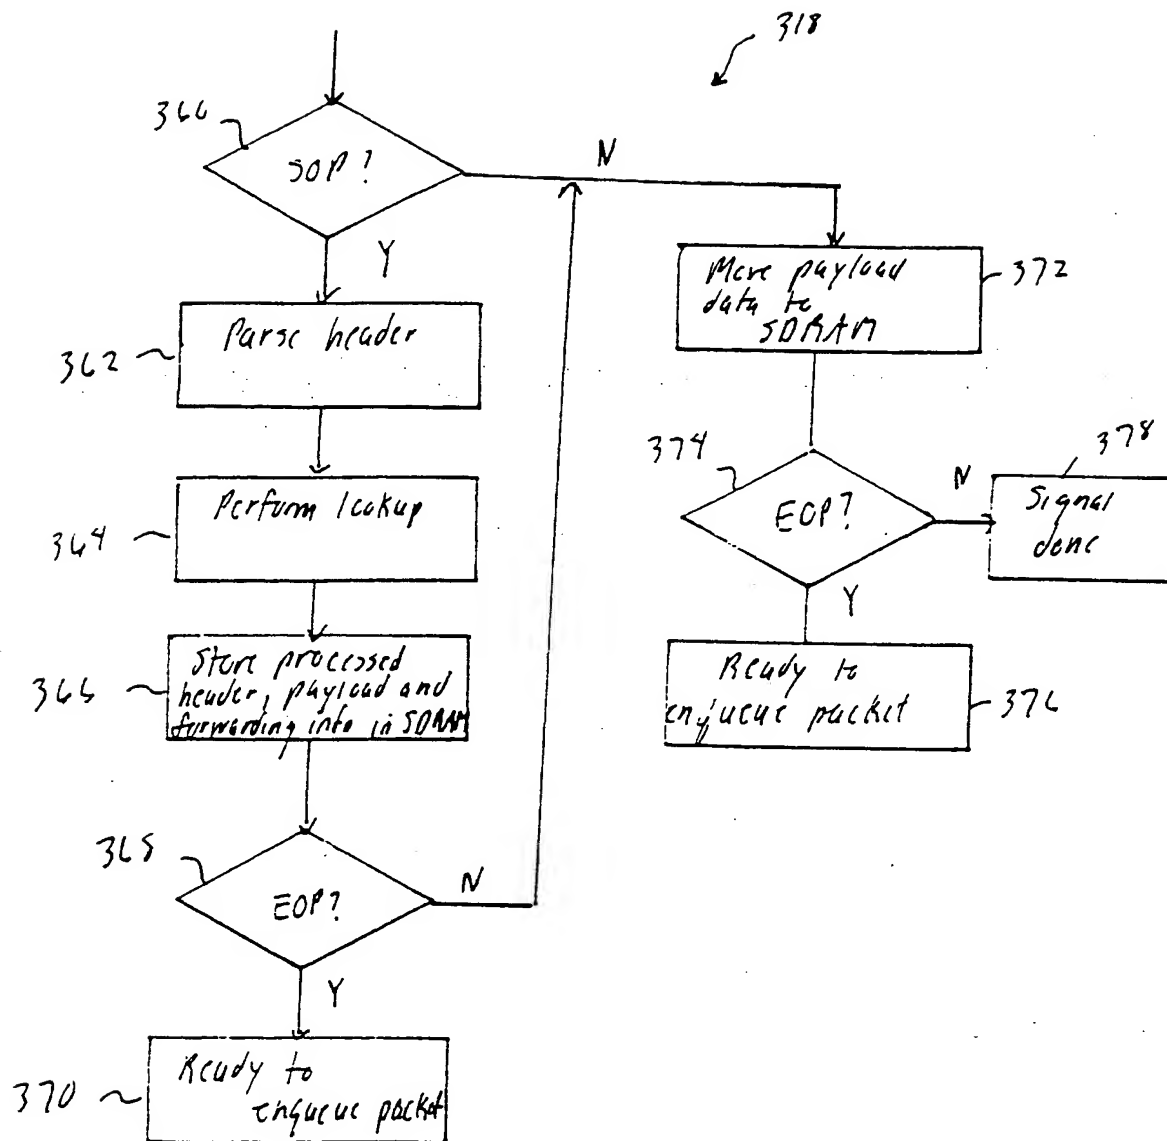 318
SOP?
N
Y
Parse header
362
Perform lookup
364
Store processed
header, payload and
forwarding info in SDRAM
366
368
EOP?
N
Y
370
Ready to
enqueue packet
Move payload
data to
SDRAM
372
374
EOP?
N
378
Signal
done
Y
Ready to
enqueue packet
376